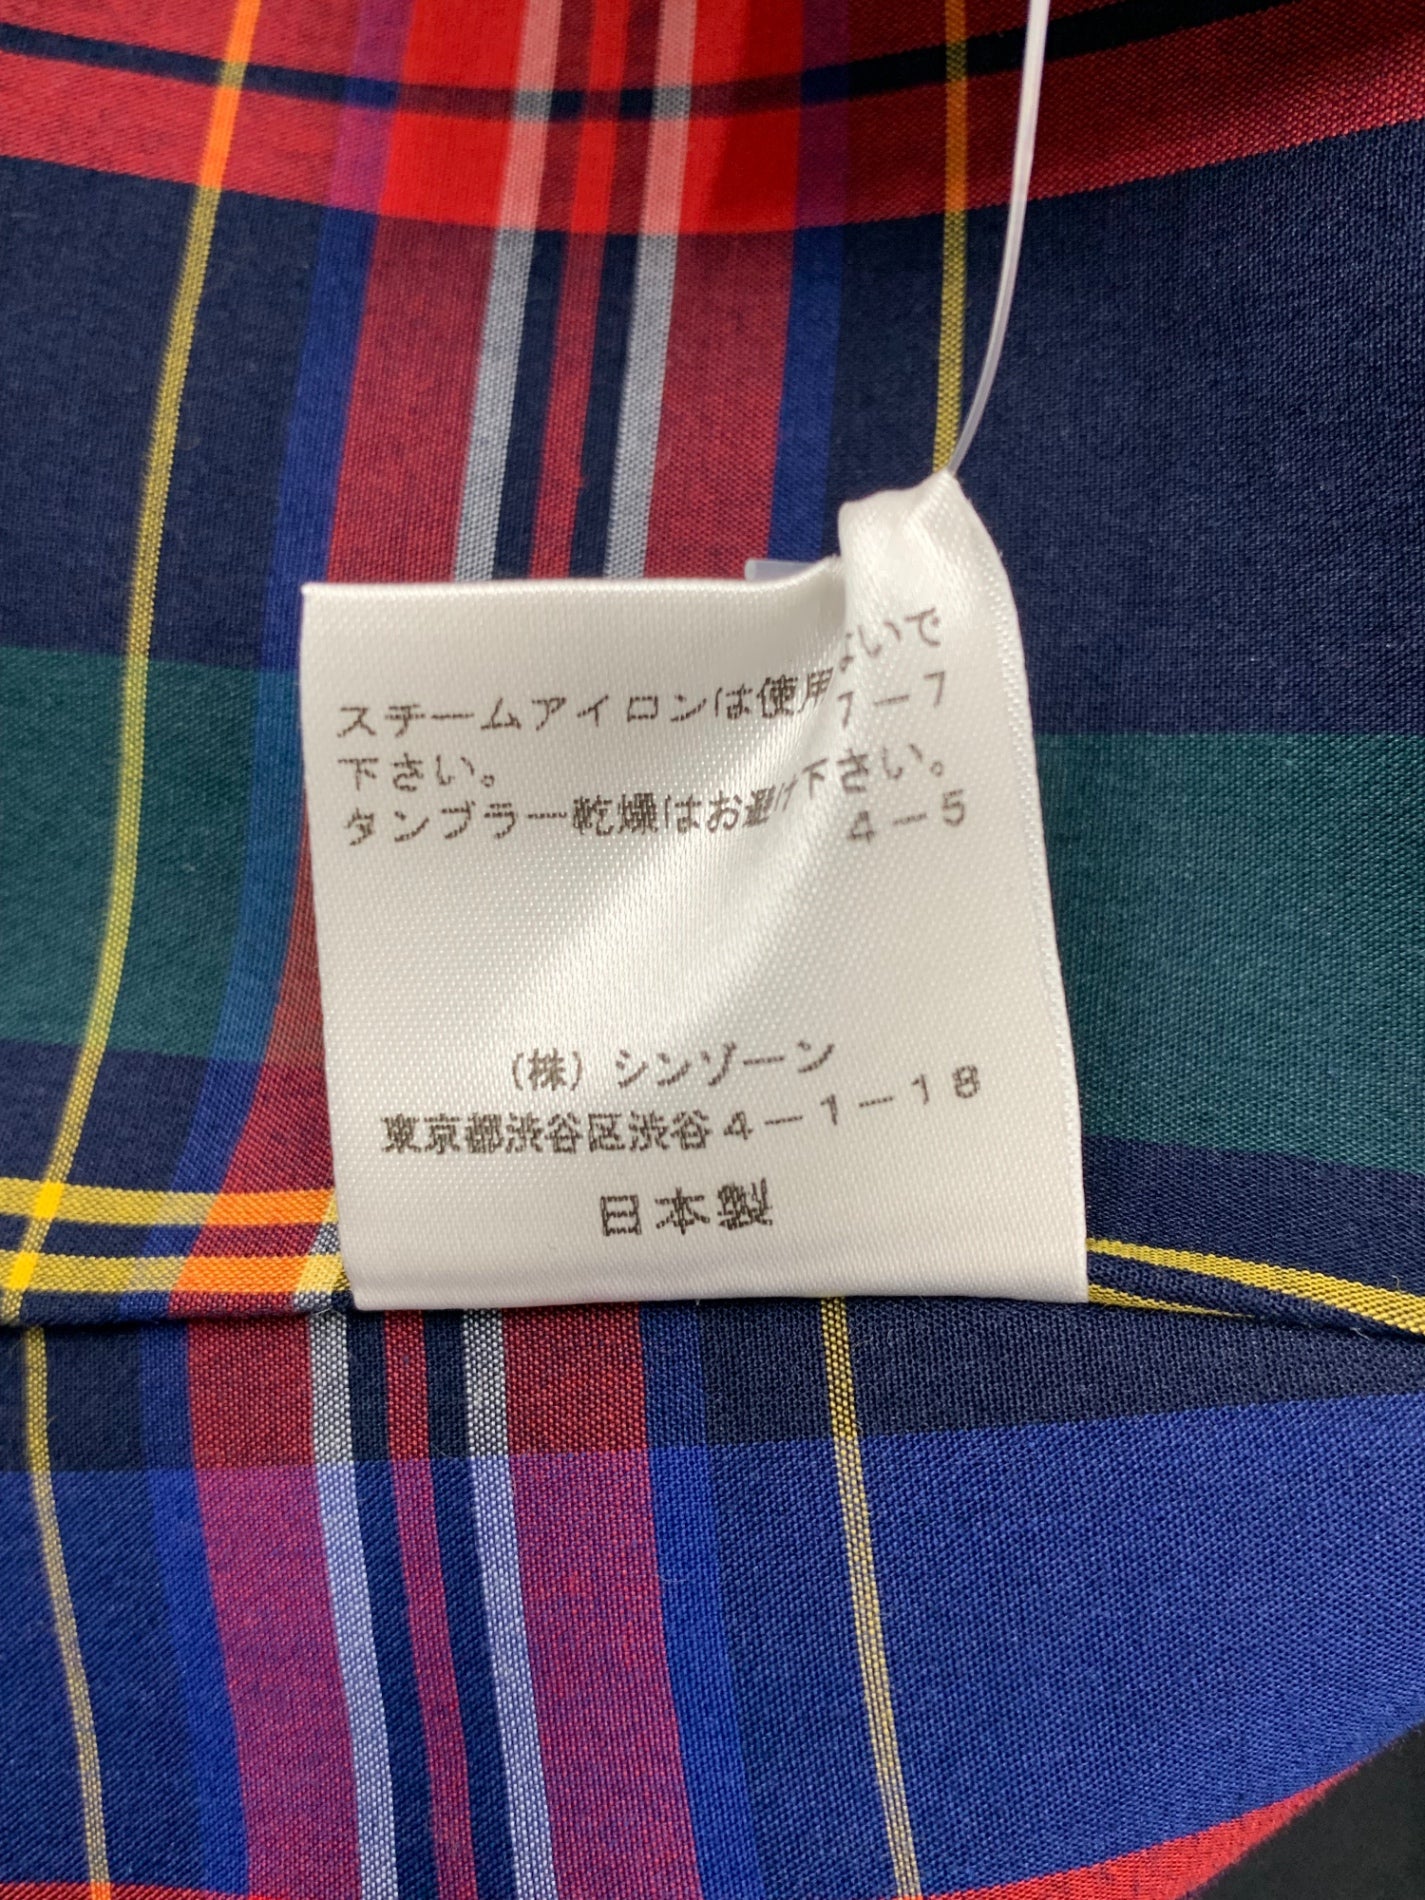 スチームアイロンは使用ないで
下さい。 7-7
タンブラー乾燥はお避け下さい。
4-5
(株) シンゾーン
東京都渋谷区渋谷4-1-18
日本製